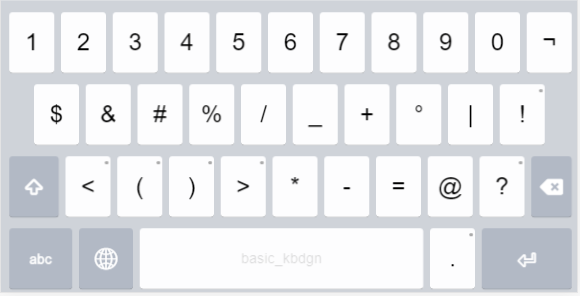 1 2 3 4 5 6 7 8 9 0 ¬
$ & # % / _ + ° | !
< ( ) > * - = @ ?
abc basic_kbdgn .